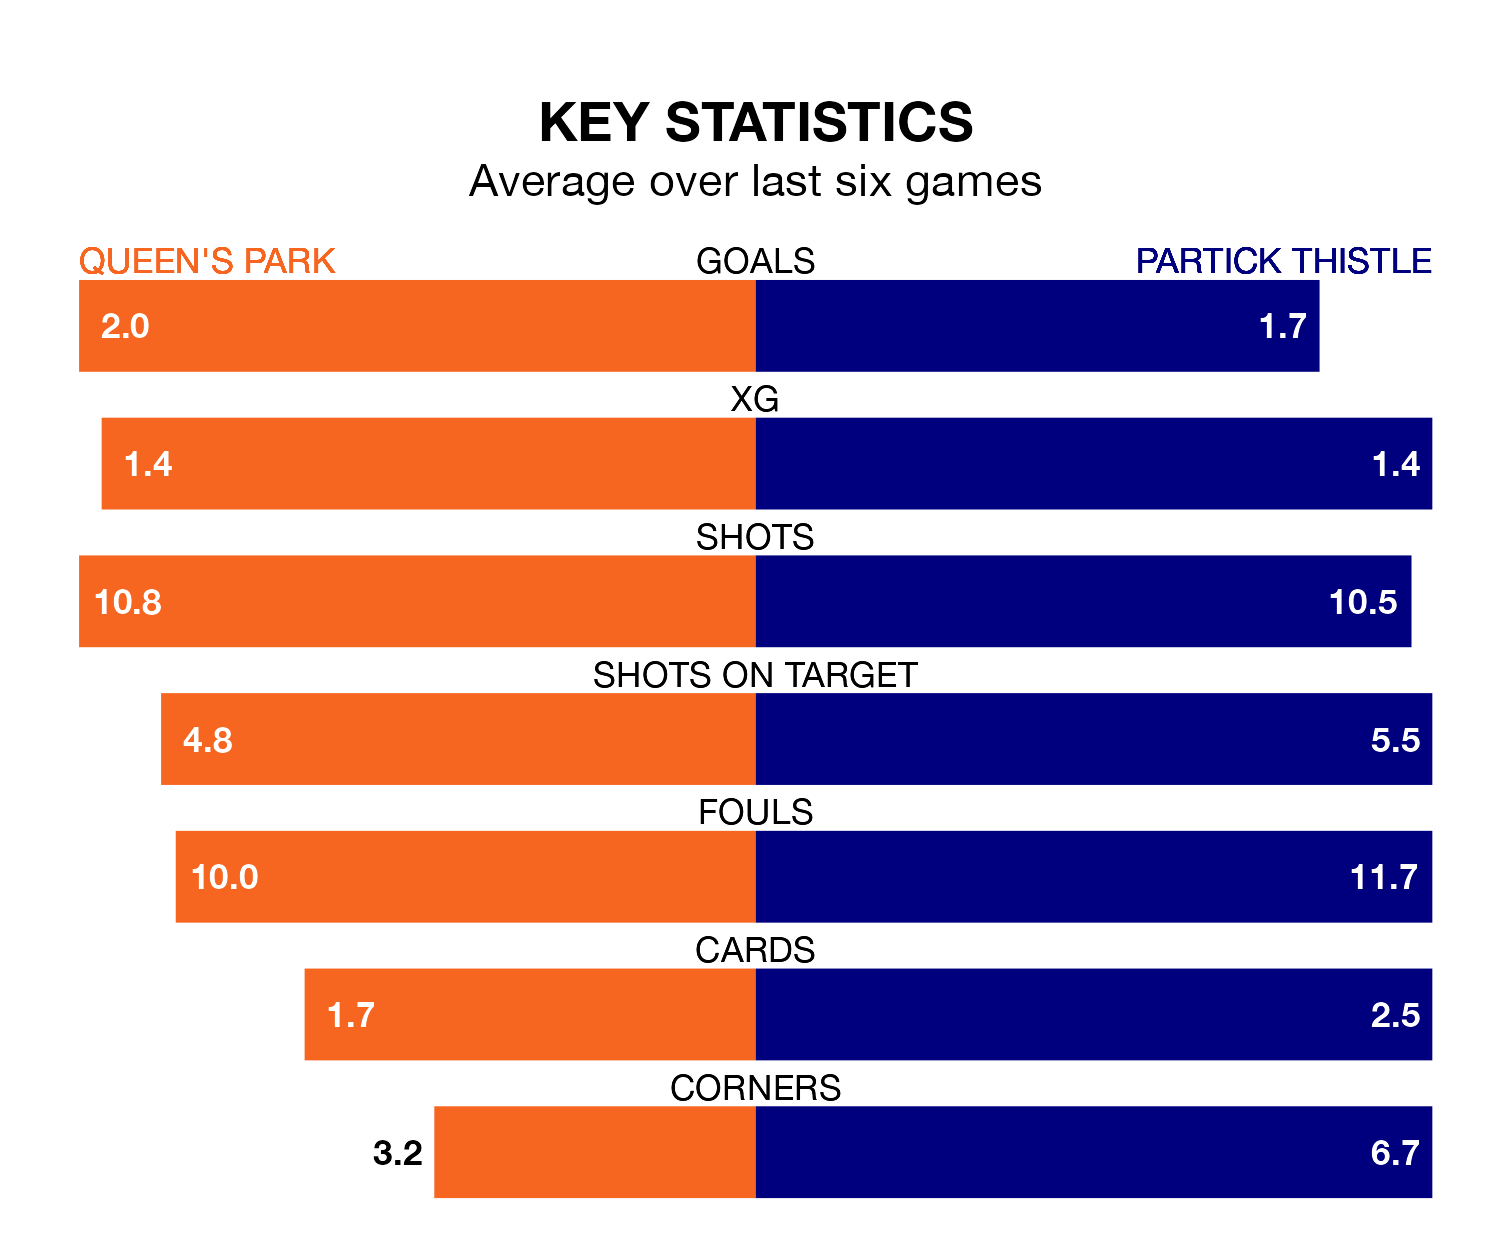 KEY STATISTICS
Average over last six games
QUEEN'S PARK GOALS PARTICK THISTLE
2.0 1.7
XG
1.4 1.4
SHOTS
10.8 10.5
SHOTS ON TARGET
4.8 5.5
FOULS
10.0 11.7
CARDS
1.7 2.5
CORNERS
3.2 6.7